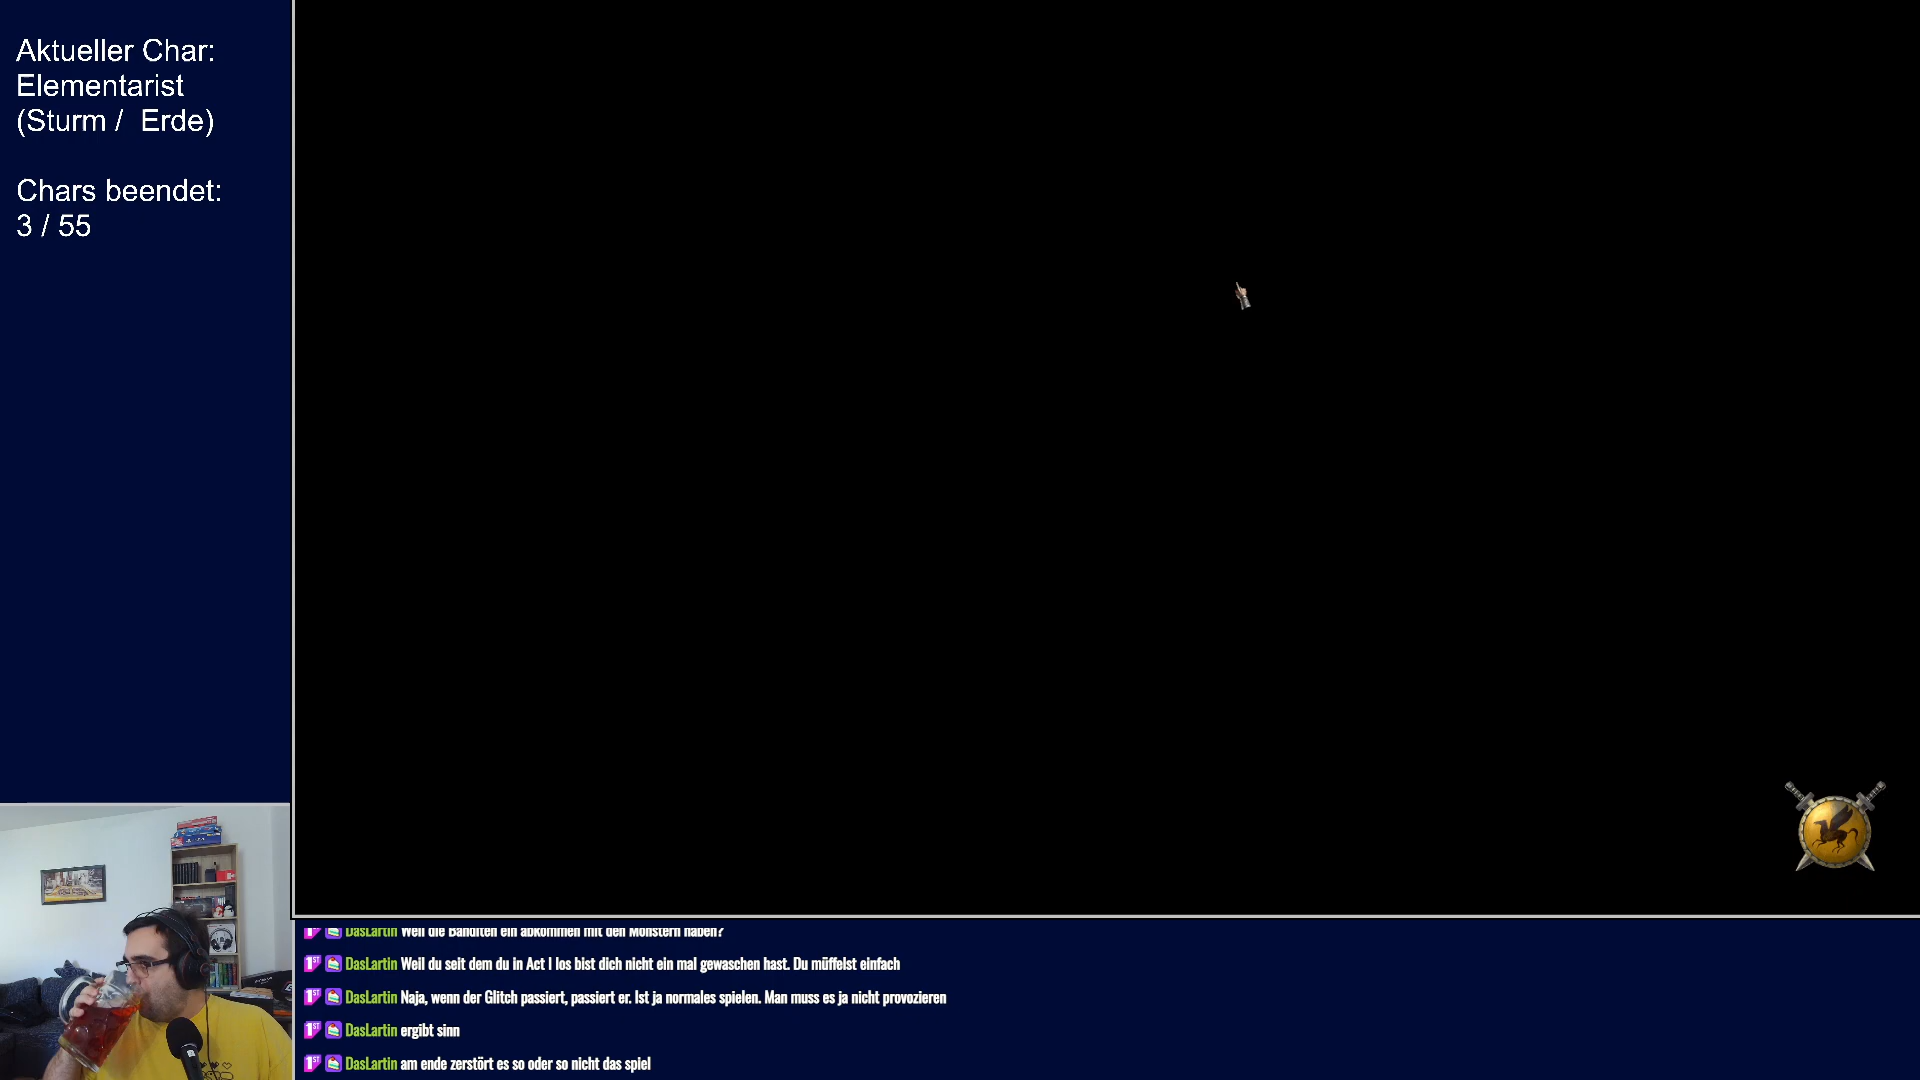 Aktueller Char:
Elementarist
(Sturm /  Erde)
Chars beendet:
3 / 55
DasLartin Weil die Banditen ein abkommen mit den Monstern haben?
DasLartin Weil du seit dem du in Act I los bist dich nicht ein mal gewaschen hast. Du müffelst einfach
DasLartin Naja, wenn der Glitch passiert, passiert er. Ist ja normales spielen. Man muss es ja nicht provozieren
DasLartin ergibt sinn
DasLartin am ende zerstört es so oder so nicht das spiel